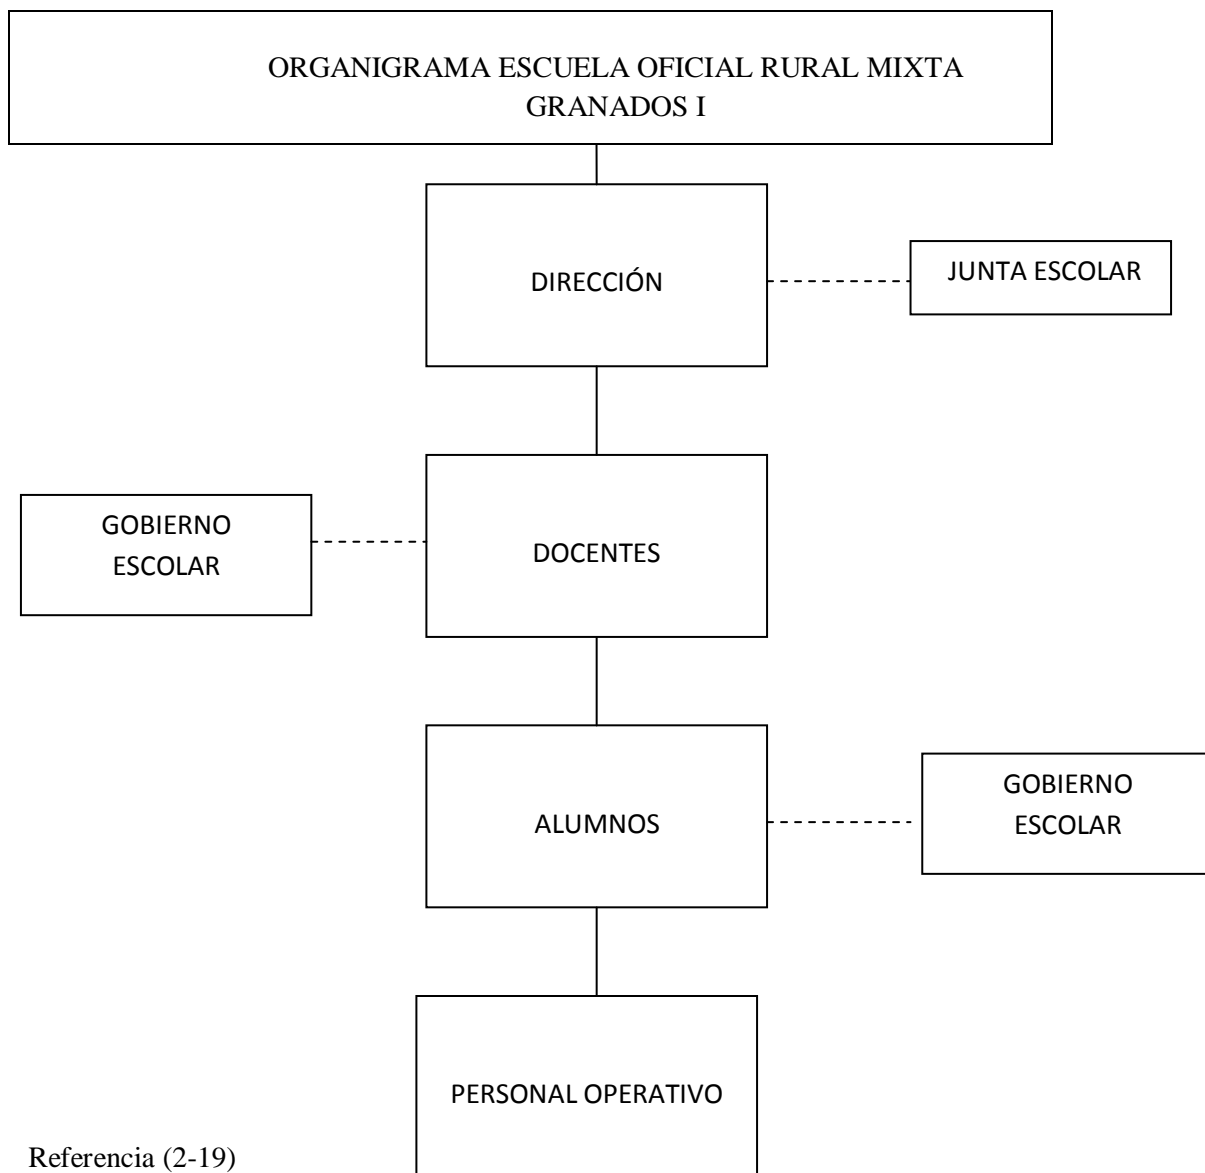 ORGANIGRAMA ESCUELA OFICIAL RURAL MIXTA
GRANADOS I
DIRECCIÓN
JUNTA ESCOLAR
GOBIERNO
ESCOLAR
DOCENTES
ALUMNOS
GOBIERNO
ESCOLAR
PERSONAL OPERATIVO
Referencia (2-19)